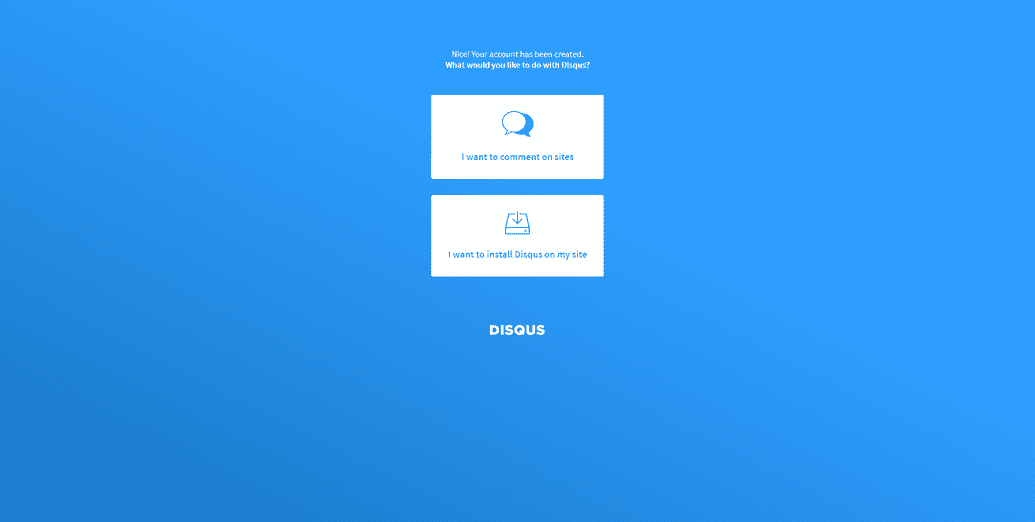 Nice! Your account has been created.
What would you like to do with Disqus?
I want to comment on sites
I want to install Disqus on my site
DISQUS